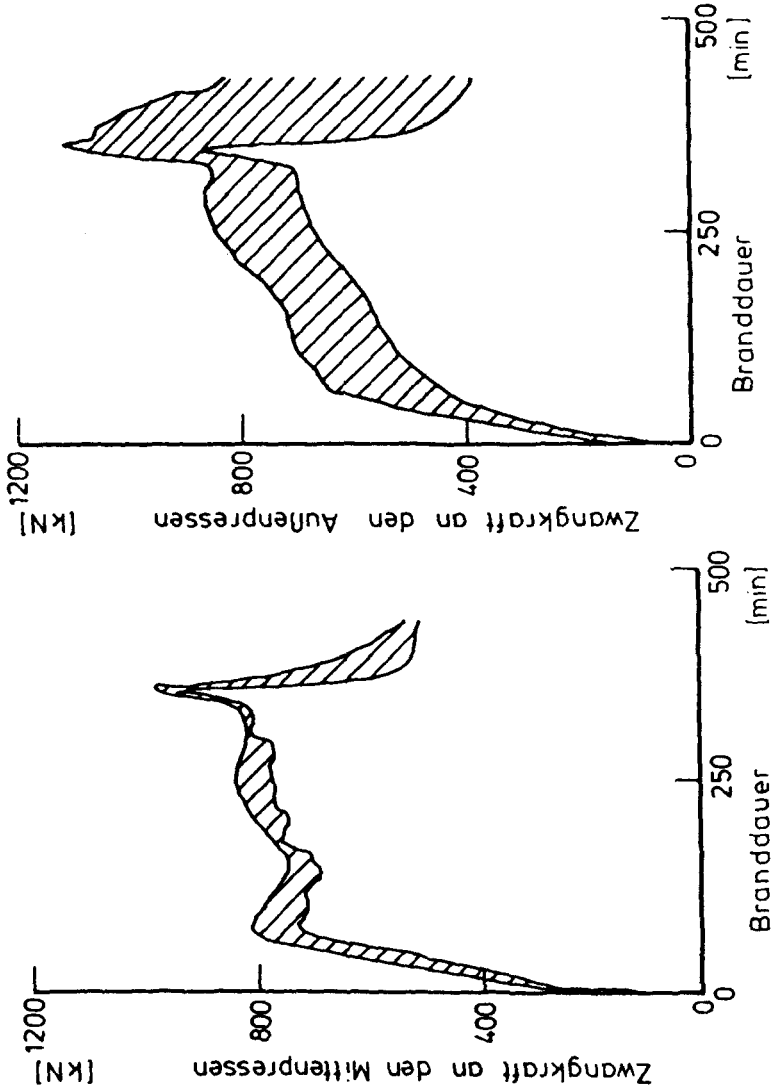 [kN]
1200
800
400
0
Zwangkraft an den Mittenpressen
0
250
500
Branddauer
[min]
[kN]
1200
800
400
0
Zwangkraft an den Außenpressen
0
250
500
Branddauer
[min]